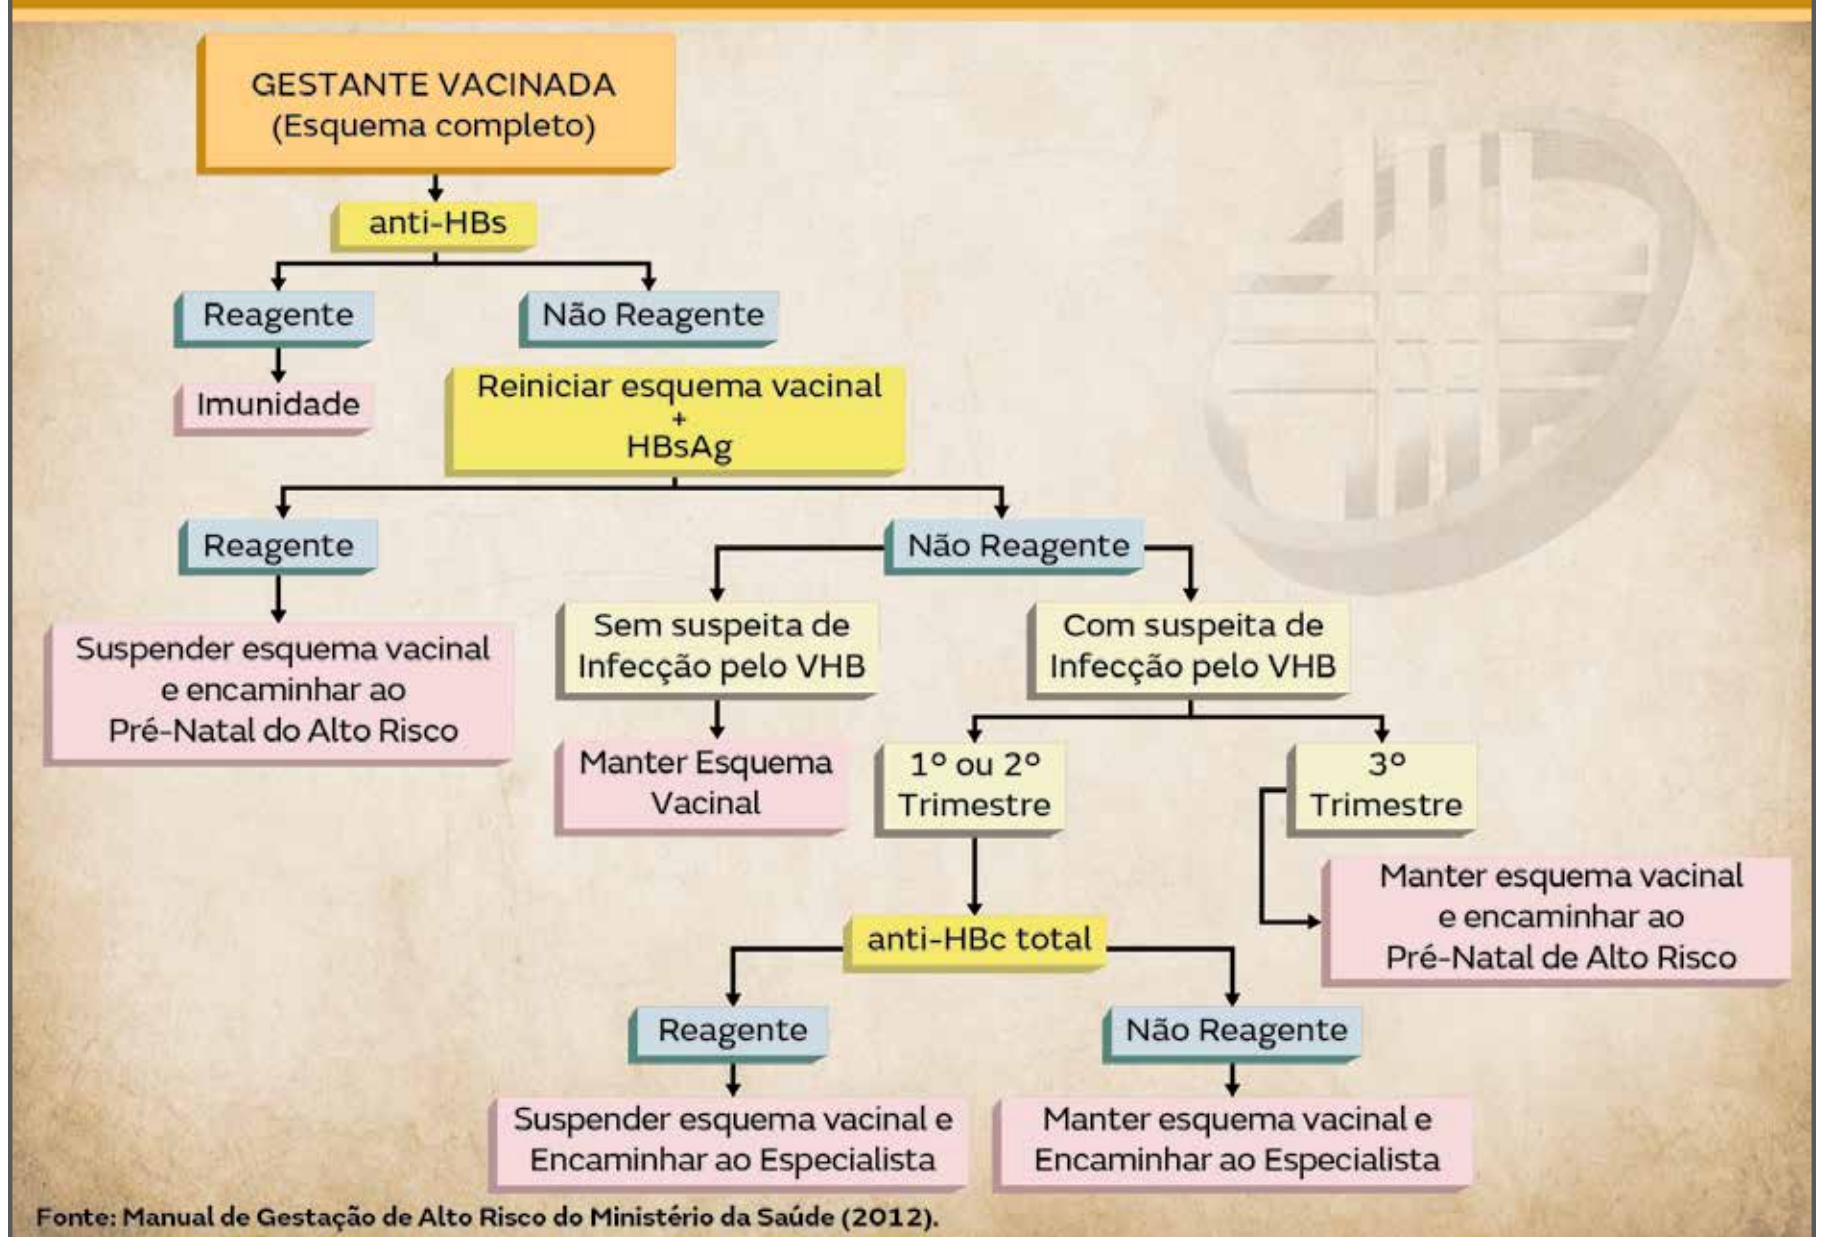 GESTANTE VACINADA
(Esquema completo)
anti-HBs
Reagente
Não Reagente
Imunidade
Reiniciar esquema vacinal
+
HBsAg
Reagente
Não Reagente
Suspender esquema vacinal
e encaminhar ao
Pré-Natal do Alto Risco
Sem suspeita de
Infecção pelo VHB
Com suspeita de
Infecção pelo VHB
Manter Esquema
Vacinal
1º ou 2º
Trimestre
3º
Trimestre
Manter esquema vacinal
e encaminhar ao
Pré-Natal de Alto Risco
anti-HBc total
Reagente
Não Reagente
Suspender esquema vacinal e
Encaminhar ao Especialista
Manter esquema vacinal e
Encaminhar ao Especialista
Fonte: Manual de Gestação de Alto Risco do Ministério da Saúde (2012).